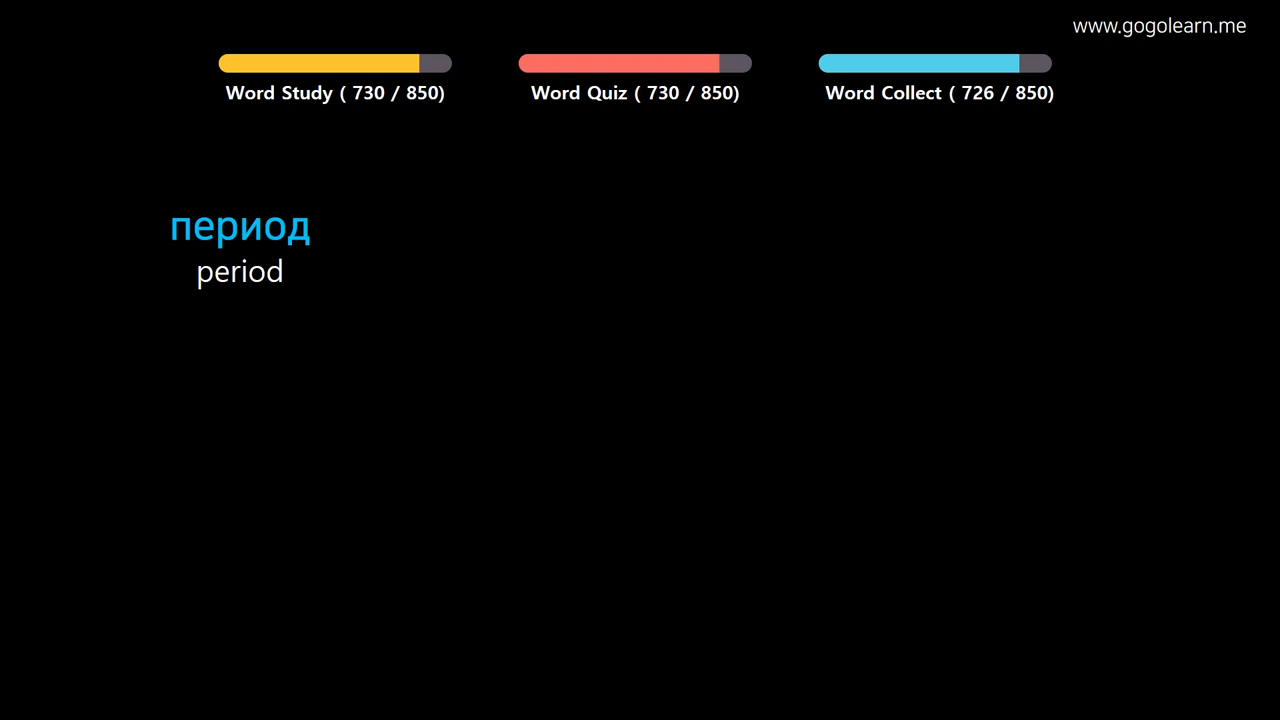 www.gogolearn.me
Word Study ( 730 / 850)
Word Quiz ( 730 / 850)
Word Collect ( 726 / 850)
период
period